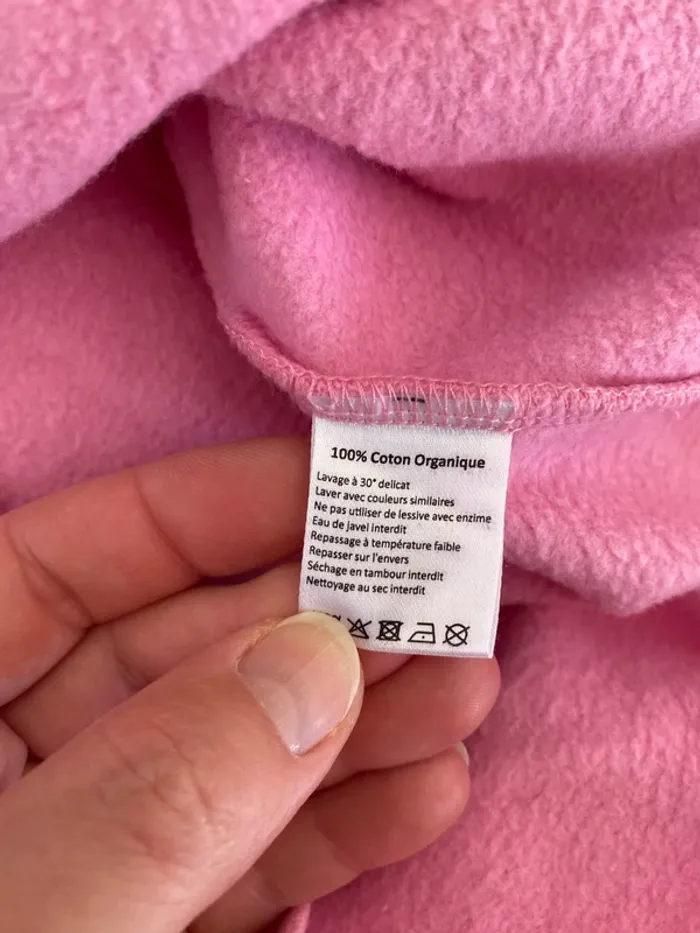 100% Coton Organique
Lavage à 30° delicat
Laver avec couleurs similaires
Ne pas utiliser de lessive avec enzime
Eau de javel interdit
Repassage à température faible
Repasser sur l'envers
Séchage en tambour interdit
Nettoyage au sec interdit